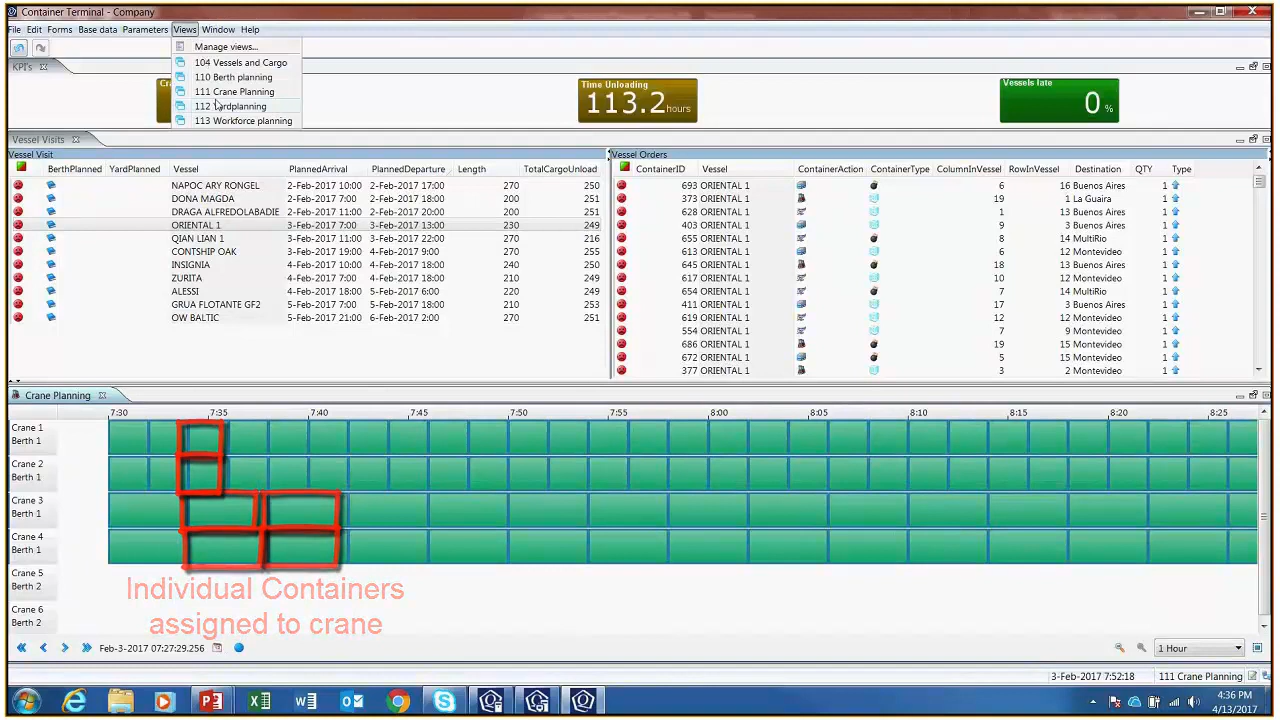 Container Terminal - Company
File Edit Forms Base data Parameters Views Window Help
Manage views...
104 Vessels and Cargo
110 Berth planning
111 Crane Planning
113 Workforce planning
KPI's
Time Unloading
113.2 hours
Vessels late
0 %
Vessel Visits
Vessel Visit
BerthPlanned YardPlanned Vessel PlannedArrival PlannedDeparture Length TotalCargoUnload
NAPOC ARY RONGEL 2-Feb-2017 10:00 2-Feb-2017 17:00 270 250
DONA MAGDA 2-Feb-2017 7:00 2-Feb-2017 18:00 200 251
DRAGA ALFREDOLABADIE 2-Feb-2017 11:00 2-Feb-2017 20:00 200 251
ORIENTAL 1 3-Feb-2017 7:00 3-Feb-2017 13:00 230 249
QIAN LIAN 1 3-Feb-2017 11:00 3-Feb-2017 22:00 270 216
CONTSHIP OAK 3-Feb-2017 7:00 4-Feb-2017 9:00 270 255
INSIGNIA 4-Feb-2017 10:00 4-Feb-2017 18:00 240 250
ZURITA 4-Feb-2017 7:00 4-Feb-2017 18:00 210 249
ALESSI 4-Feb-2017 18:00 5-Feb-2017 6:00 220 249
GRUA FLOTANTE GF2 5-Feb-2017 7:00 5-Feb-2017 18:00 210 253
OW BALTIC 5-Feb-2017 21:00 6-Feb-2017 2:00 270 251
Vessel Orders
ContainerID Vessel ContainerAction ContainerType ColumnInVessel RowInVessel Destination QTY Type
693 ORIENTAL 1 6 16 Buenos Aires 1
373 ORIENTAL 1 19 1 La Guaira 1
628 ORIENTAL 1 1 13 Buenos Aires 1
403 ORIENTAL 1 9 3 Buenos Aires 1
655 ORIENTAL 1 8 14 MultiRio 1
613 ORIENTAL 1 6 12 Buenos Aires 1
645 ORIENTAL 1 18 13 Buenos Aires 1
617 ORIENTAL 1 10 12 Montevideo 1
654 ORIENTAL 1 7 14 MultiRio 1
411 ORIENTAL 1 17 3 Buenos Aires 1
619 ORIENTAL 1 12 12 Montevideo 1
554 ORIENTAL 1 7 9 Montevideo 1
686 ORIENTAL 1 19 15 Montevideo 1
672 ORIENTAL 1 5 15 Montevideo 1
377 ORIENTAL 1 3 2 Montevideo 1
Crane Planning
7:30 7:35 7:40 7:45 7:50 7:55 8:00 8:05 8:10 8:15 8:20 8:25
Crane 1
Berth 1
Crane 2
Berth 1
Crane 3
Berth 1
Crane 4
Berth 1
Crane 5
Berth 2
Crane 6
Berth 2
Individual Containers
assigned to crane
Feb-3-2017 07:27:29.256
1 Hour
3-Feb-2017 7:52:18
111 Crane Planning
4:36 PM
4/13/2017